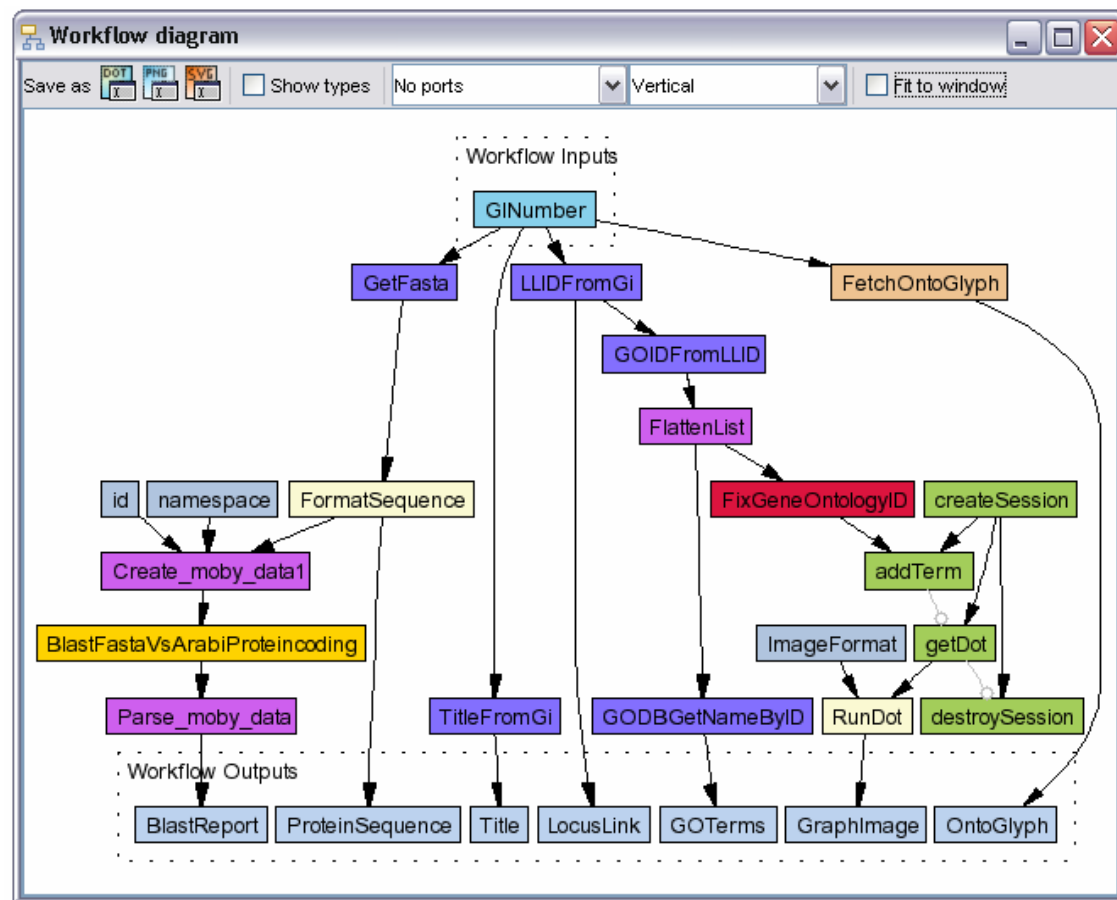 Workflow diagram
Save as DOT PNG SVG Show types No ports Vertical Fit to window
Workflow Inputs
GINumber
GetFasta LLIDFromGi FetchOntoGlyph
GOIDFromLLID
FlattenList
id namespace FormatSequence FixGeneOntologyID createSession
Create_moby_data1 addTerm
BlastFastaVsArabiProteincoding ImageFormat getDot
Parse_moby_data TitleFromGi GODBGetNameByID RunDot destroySession
Workflow Outputs
BlastReport ProteinSequence Title LocusLink GOTerms GraphImage OntoGlyph